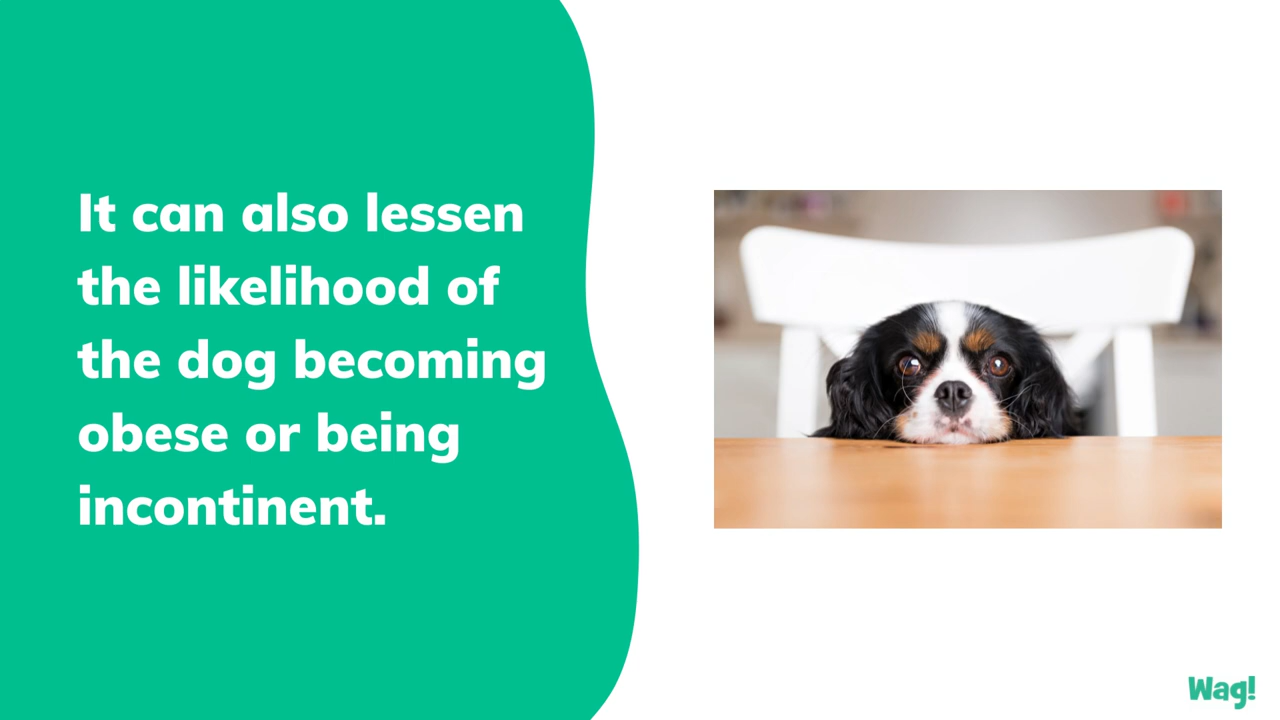 It can also lessen
the likelihood of
the dog becoming
obese or being
incontinent.
Wag!